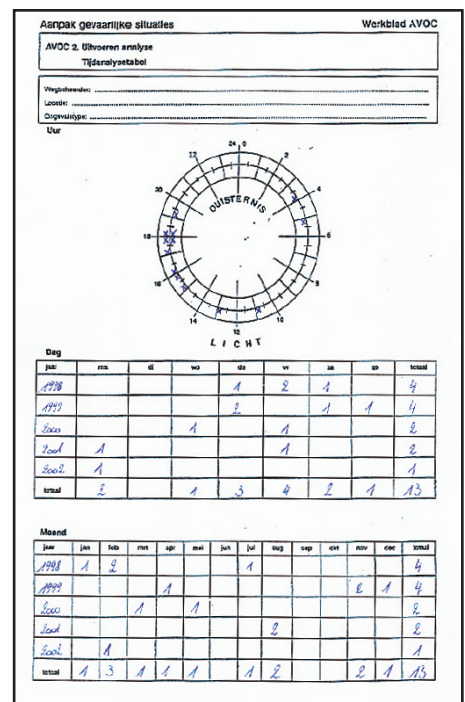 Aanpak gevaarlijke situaties Werkblad AVOC
AVOC 2. Uitvoeren analyse
Tijdanalysetabel
Wegbeheerder:
Locatie:
Ongevaltype:
Uur
24 0
22 2
20 4
DUISTERNIS
18 6
16 8
14 10
12
LICHT
Dag
jaar ma di wo do vr za zo totaal
1998 1 2 1 4
1999 2 1 1 4
2000 1 1 2
2001 1 1 2
2002 1 1
totaal 2 1 3 4 2 1 13
Maand
jaar jan feb mrt apr mei jun jul aug sep okt nov dec totaal
1998 1 2 1 4
1999 1 2 1 4
2000 1 1 2
2001 2 2
2002 1 1
totaal 1 3 1 1 1 1 2 2 1 13